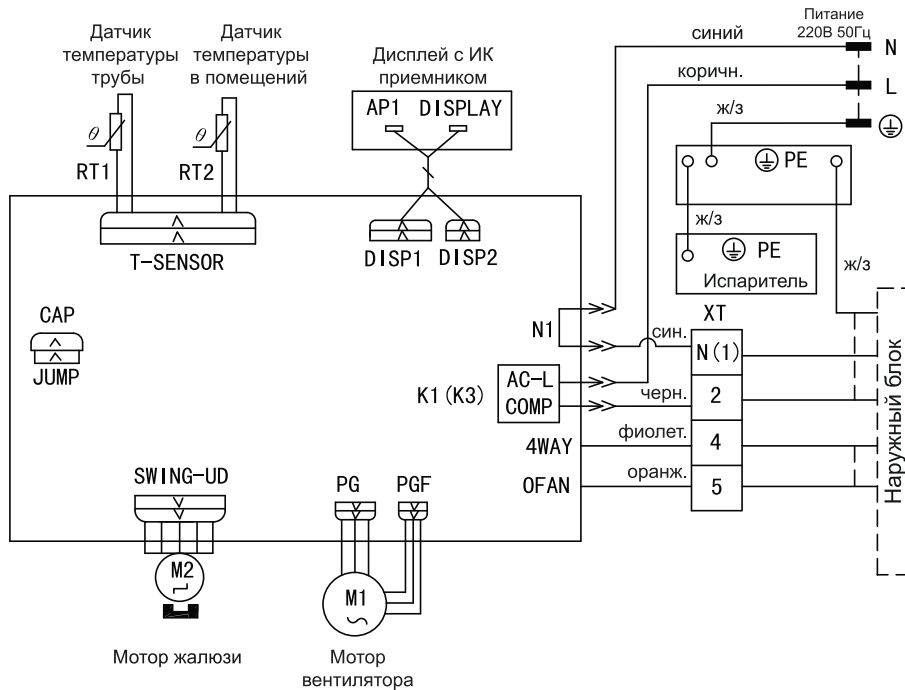 Датчик
температуры
трубы
Датчик
температуры
в помещений
Дисплей с ИК
приемником
синий
Питание
220В 50Гц
N
коричн.
L
ж/з
AP1 DISPLAY
θ
RT1
θ
RT2
PE
ж/з
PE
Испаритель
ж/з
T-SENSOR
DISP1 DISP2
CAP
JUMP
N1
син.
XT
N(1)
K1(K3)
AC-L
COMP
черн.
2
4WAY
фиолет.
4
OFAN
оранж.
5
Наружный блок
SWING-UD
M2
Мотор жалюзи
PG
PGF
M1
Мотор
вентилятора